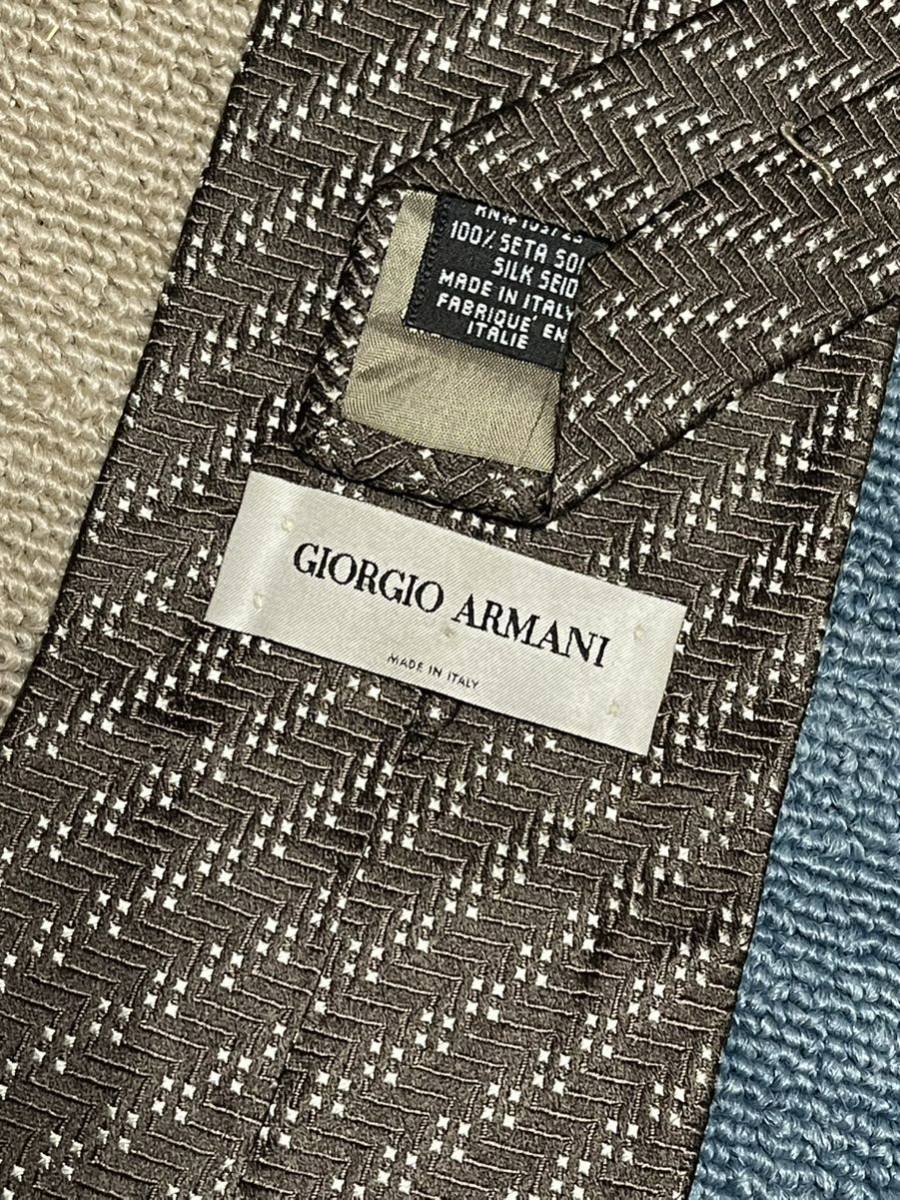 100% SETA SOI
SILK SEID
MADE IN ITALY
FABRIQUE' EN
ITALIE
GIORGIO ARMANI
MADE IN ITALY